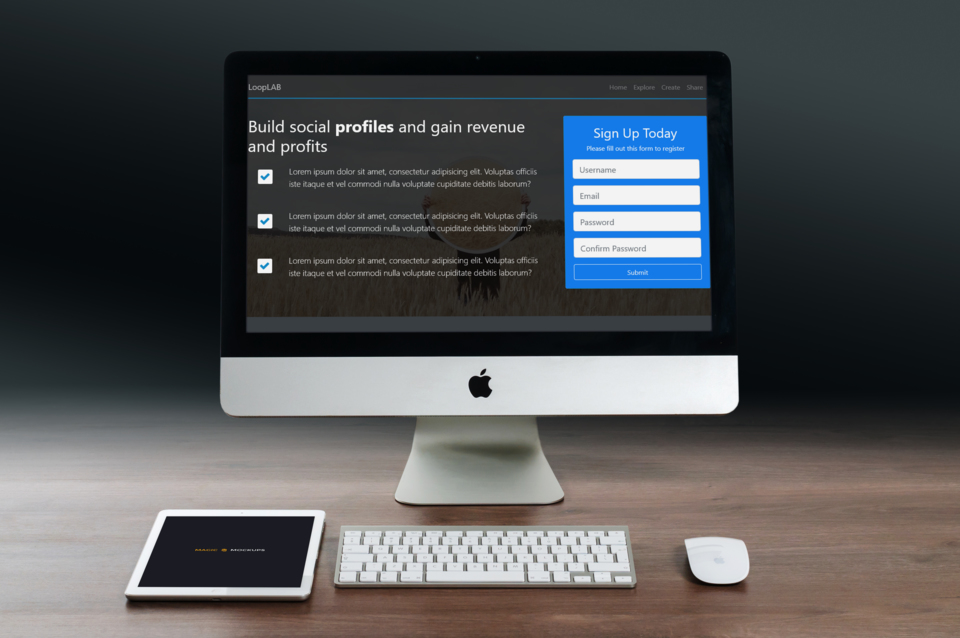 LoopLAB
Home Explore Create Share
Build social profiles and gain revenue
and profits
Lorem ipsum dolor sit amet, consectetur adipisicing elit. Voluptas officiis
iste itaque et vel commodi nulla voluptate cupiditate debitis laborum?
Lorem ipsum dolor sit amet, consectetur adipisicing elit. Voluptas officiis
iste itaque et vel commodi nulla voluptate cupiditate debitis laborum?
Lorem ipsum dolor sit amet, consectetur adipisicing elit. Voluptas officiis
iste itaque et vel commodi nulla voluptate cupiditate debitis laborum?
Sign Up Today
Please fill out this form to register
Username
Email
Password
Confirm Password
Submit
MAGIC MOCKUPS